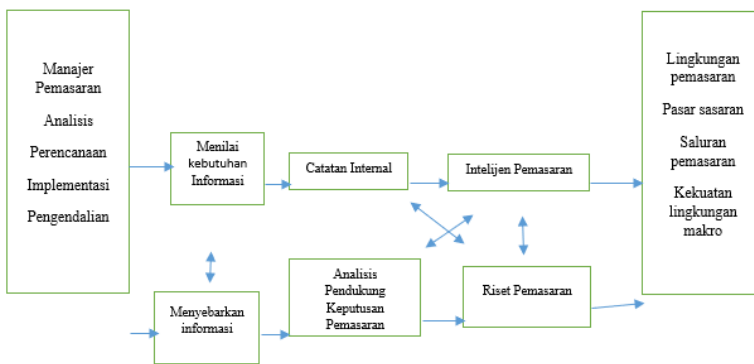 Manajer
Pemasaran
Analisis
Perencanaan
Implementasi
Pengendalian
Menilai
kebutuhan
Informasi
Catatan Internal
Intelijen Pemasaran
Lingkungan
pemasaran
Pasar sasaran
Saluran
pemasaran
Kekuatan
lingkungan
makro
Menyebarkan
informasi
Analisis
Pendukung
Keputusan
Pemasaran
Riset Pemasaran